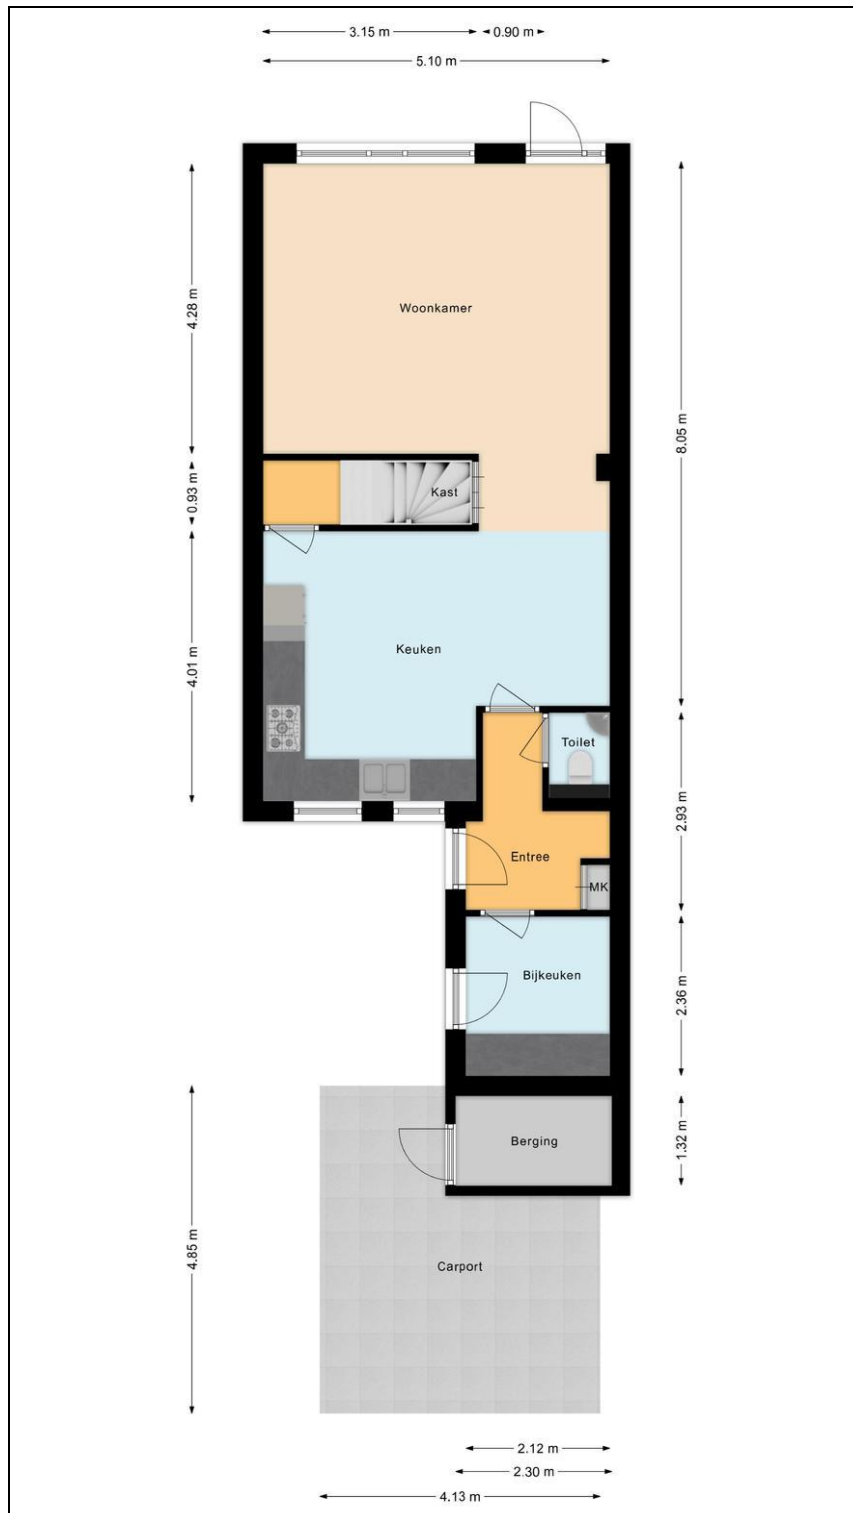 3.15 m
0.90 m
5.10 m
4.28 m
Woonkamer
8.05 m
0.93 m
Kast
4.01 m
Keuken
Toilet
2.93 m
Entree
MK
Bijkeuken
2.36 m
Berging
1.32 m
4.85 m
Carport
2.12 m
2.30 m
4.13 m